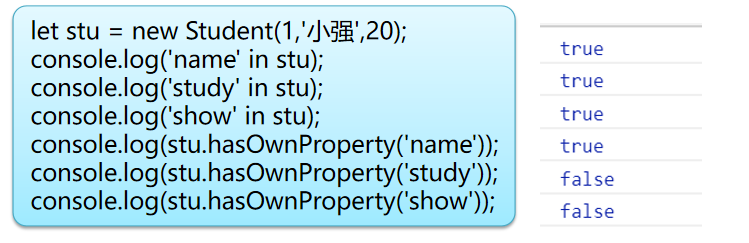 let stu = new Student(1,'小强',20);
console.log('name' in stu);
console.log('study' in stu);
console.log('show' in stu);
console.log(stu.hasOwnProperty('name'));
console.log(stu.hasOwnProperty('study'));
console.log(stu.hasOwnProperty('show'));
true
true
true
true
false
false